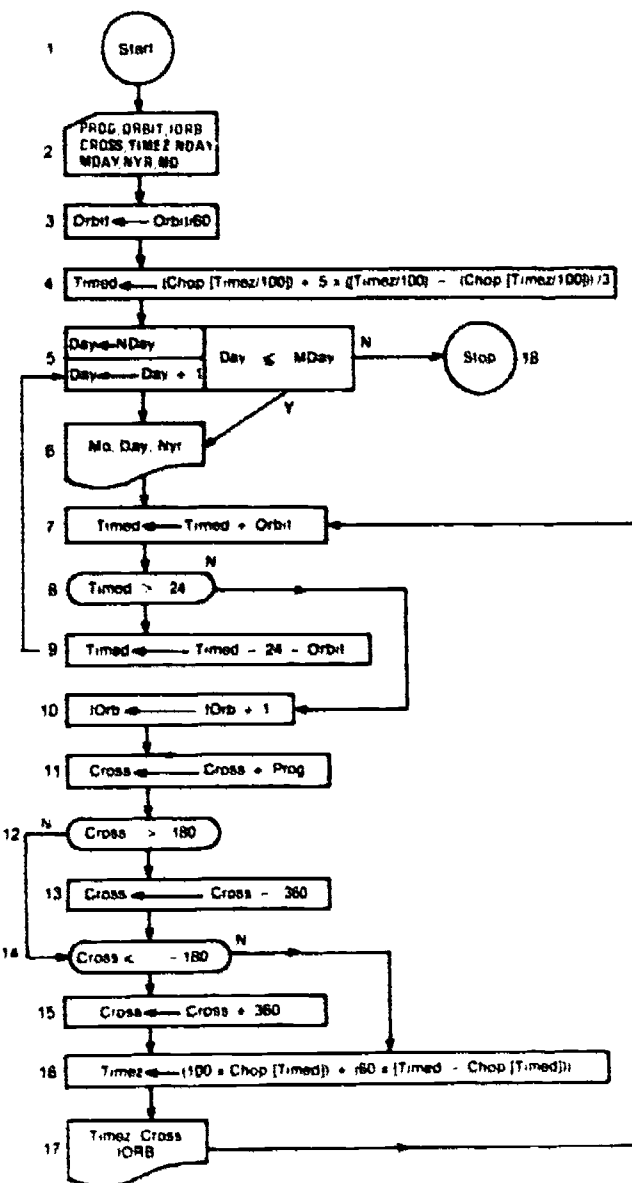 1 Start
2 PROG, ORBIT, IORB
CROSS, TIMEZ, NDAY,
MDAY, NYR, MO
3 Orbit ← Orbit/60
4 Timed ← (Chop [Timez/100]) + 5 x ([Timez/100] - (Chop [Timez/100])) /3
5 Day ← NDay
Day ← Day + 1
Day ≤ MDay
N
Stop 18
Y
6 Mo, Day, Nyr
7 Timed ← Timed + Orbit
8 Timed > 24 N
9 Timed ← Timed - 24 - Orbit
10 IOrb ← IOrb + 1
11 Cross ← Cross + Prog
12 N Cross > 180
13 Cross ← Cross - 360
14 Cross < - 180 N
15 Cross ← Cross + 360
16 Timez ← (100 x Chop [Timed]) + (60 x [Timed - Chop [Timed]])
17 Timez Cross
IORB